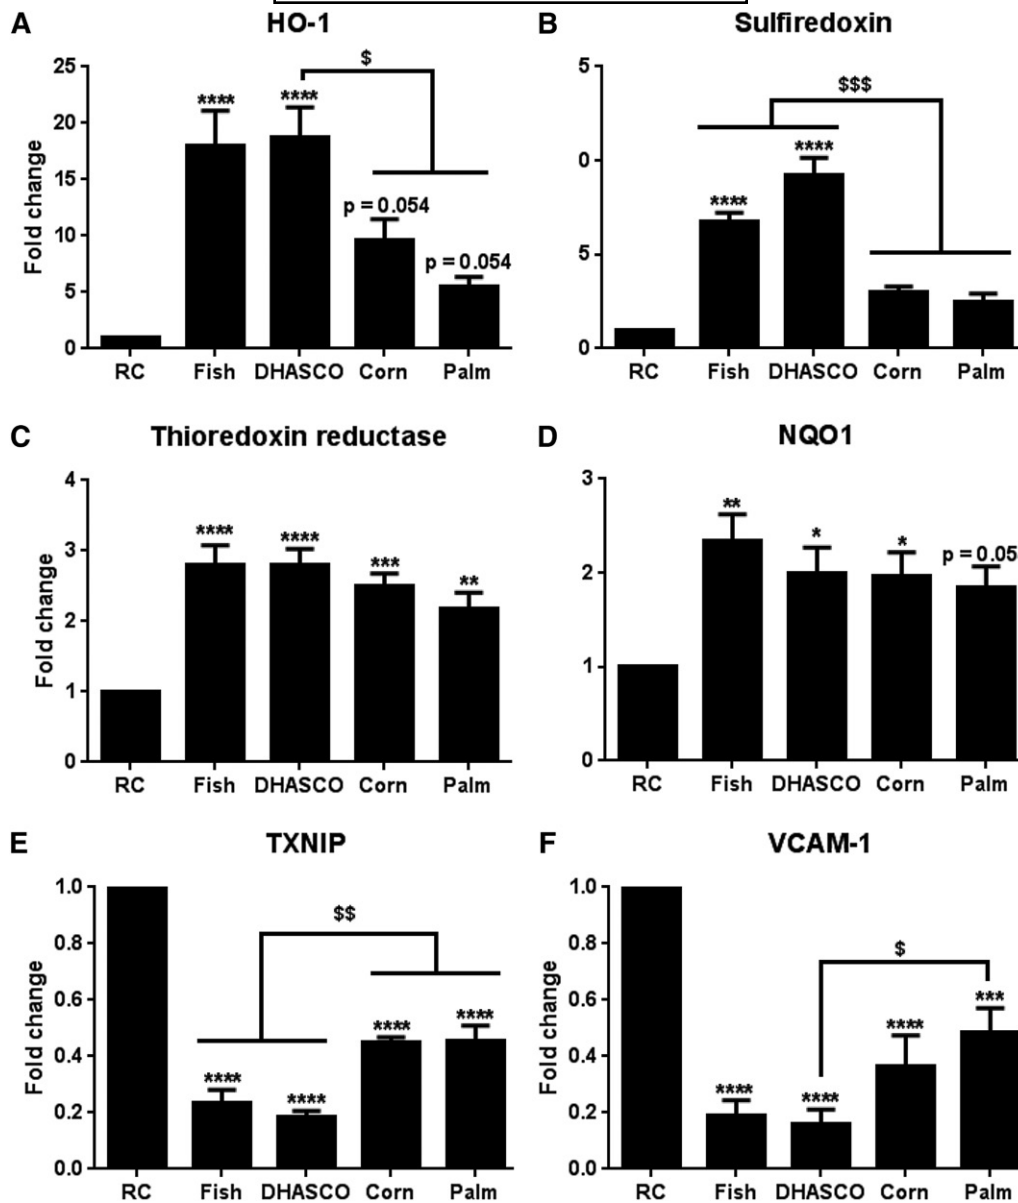 A HO-1
25
20
15
10
5
0
Fold change
$
****
****
p = 0.054
p = 0.054
RC Fish DHASCO Corn Palm
B Sulfiredoxin
5
0
5
0
$$$
****
****
RC Fish DHASCO Corn Palm
C Thioredoxin reductase
4
3
2
1
0
Fold change
****
****
***
**
RC Fish DHASCO Corn Palm
D NQO1
3
2
1
0
**
*
*
p = 0.05
RC Fish DHASCO Corn Palm
E TXNIP
1.0
0.8
0.6
0.4
0.2
0.0
Fold change
$$
****
****
****
****
RC Fish DHASCO Corn Palm
F VCAM-1
1.0
0.8
0.6
0.4
0.2
0.0
Fold change
$
****
****
****
***
RC Fish DHASCO Corn Palm